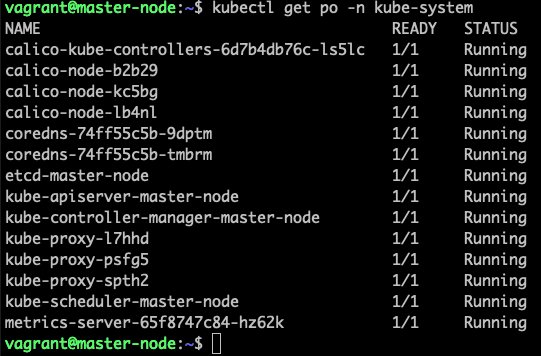 vagrant@master-node:~$ kubectl get po -n kube-system
NAME READY STATUS
calico-kube-controllers-6d7b4db76c-ls5lc 1/1 Running
calico-node-b2b29 1/1 Running
calico-node-kc5bg 1/1 Running
calico-node-lb4nl 1/1 Running
coredns-74ff55c5b-9dptm 1/1 Running
coredns-74ff55c5b-tmbrm 1/1 Running
etcd-master-node 1/1 Running
kube-apiserver-master-node 1/1 Running
kube-controller-manager-master-node 1/1 Running
kube-proxy-l7hhd 1/1 Running
kube-proxy-psfg5 1/1 Running
kube-proxy-spth2 1/1 Running
kube-scheduler-master-node 1/1 Running
metrics-server-65f8747c84-hz62k 1/1 Running
vagrant@master-node:~$